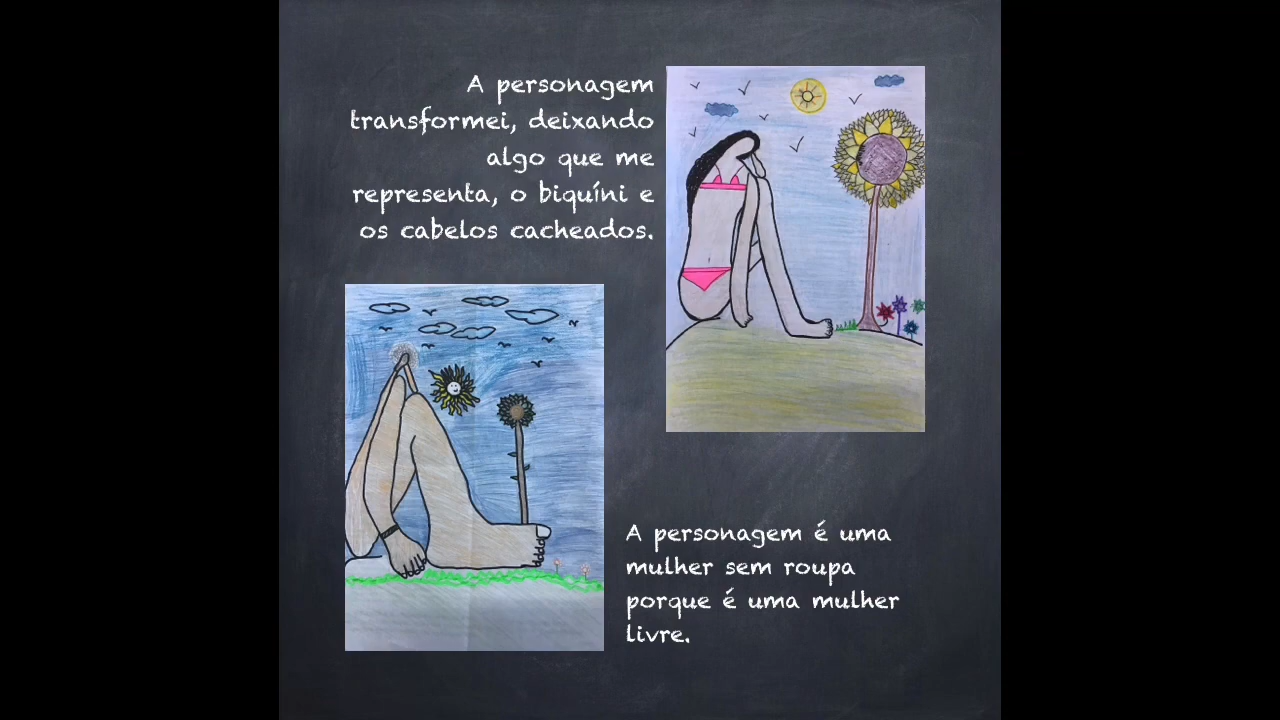 A personagem
transformei, deixando
algo que me
representa, o biquíni e
os cabelos cacheados.
A personagem é uma
mulher sem roupa
porque é uma mulher
livre.